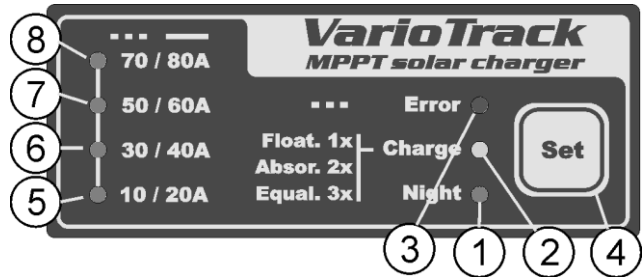 VarioTrack
MPPT solar charger
70 / 80A
50 / 60A
30 / 40A
10 / 20A
Float. 1x
Absor. 2x
Equal. 3x
Error
Charge
Night
Set
8
7
6
5
3
1
2
4